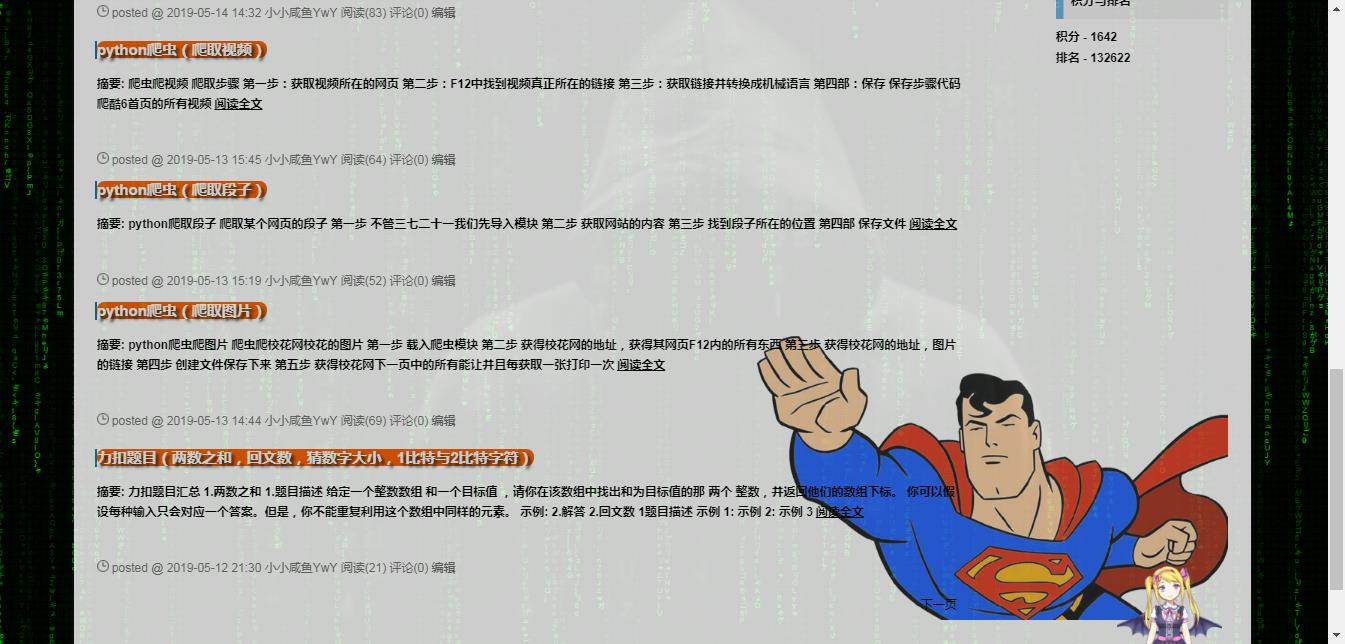 posted @ 2019-05-14 14:32 小小咸鱼YwY 阅读(83) 评论(0) 编辑
积分与排名
积分 - 1642
排名 - 132622
python爬虫（爬取视频）
摘要: 爬虫爬视频 爬取步骤 第一步：获取视频所在的网页 第二步：F12中找到视频真正所在的链接 第三步：获取链接并转换成机械语言 第四部：保存 保存步骤代码
爬酷6首页的所有视频 阅读全文
posted @ 2019-05-13 15:45 小小咸鱼YwY 阅读(64) 评论(0) 编辑
python爬虫（爬取段子）
摘要: python爬取段子 爬取某个网页的段子 第一步 不管三七二十一我们先导入模块 第二步 获取网站的内容 第三步 找到段子所在的位置 第四部 保存文件 阅读全文
posted @ 2019-05-13 15:19 小小咸鱼YwY 阅读(52) 评论(0) 编辑
python爬虫（爬取图片）
摘要: python爬虫爬图片 爬虫爬校花网校花的图片 第一步 载入爬虫模块 第二步 获得校花网的地址，获得其网页F12内的所有东西 第三步 获得校花网的地址，图片
的链接 第四步 创建文件保存下来 第五步 获得校花网下一页中的所有能让并且每获取一张打印一次 阅读全文
posted @ 2019-05-13 14:44 小小咸鱼YwY 阅读(69) 评论(0) 编辑
力扣题目（两数之和，回文数，猜数字大小，1比特与2比特字符）
摘要: 力扣题目汇总 1.两数之和 1.题目描述 给定一个整数数组 和一个目标值 ，请你在该数组中找出和为目标值的那 两个 整数，并返回他们的数组下标。 你可以假
设每种输入只会对应一个答案。但是，你不能重复利用这个数组中同样的元素。 示例: 2.解答 2.回文数 1题目描述 示例 1: 示例 2: 示例 3 阅读全文
posted @ 2019-05-12 21:30 小小咸鱼YwY 阅读(21) 评论(0) 编辑
下一页